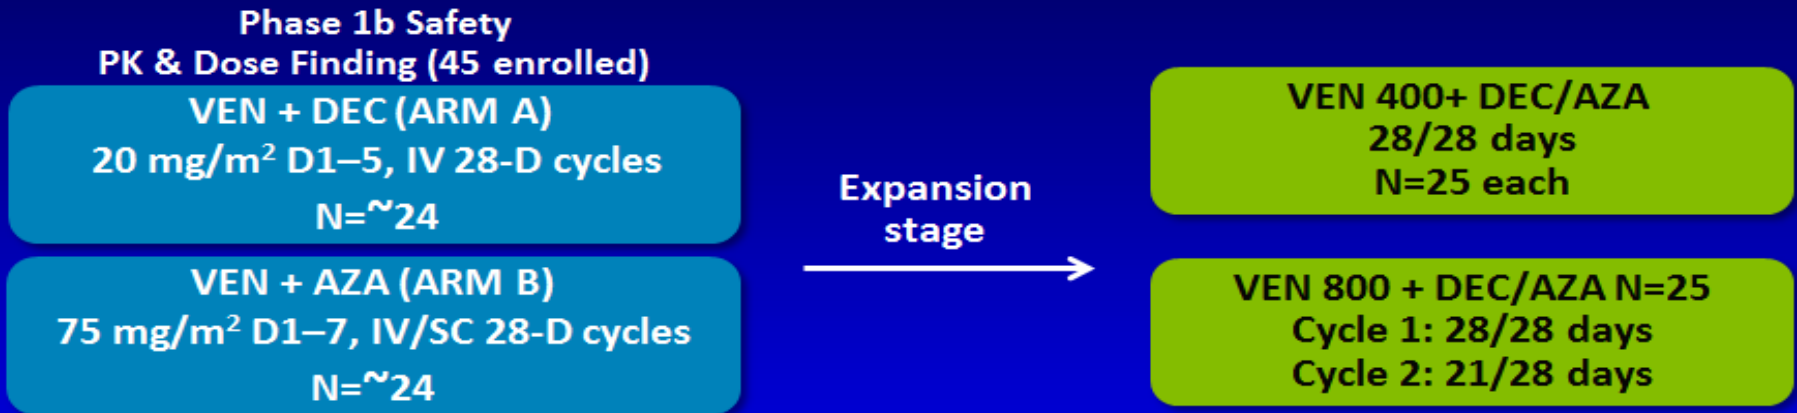 Phase 1b Safety
PK & Dose Finding (45 enrolled)
VEN + DEC (ARM A)
20 mg/m² D1–5, IV 28-D cycles
N=~24
VEN + AZA (ARM B)
75 mg/m² D1–7, IV/SC 28-D cycles
N=~24
Expansion
stage
VEN 400+ DEC/AZA
28/28 days
N=25 each
VEN 800 + DEC/AZA N=25
Cycle 1: 28/28 days
Cycle 2: 21/28 days